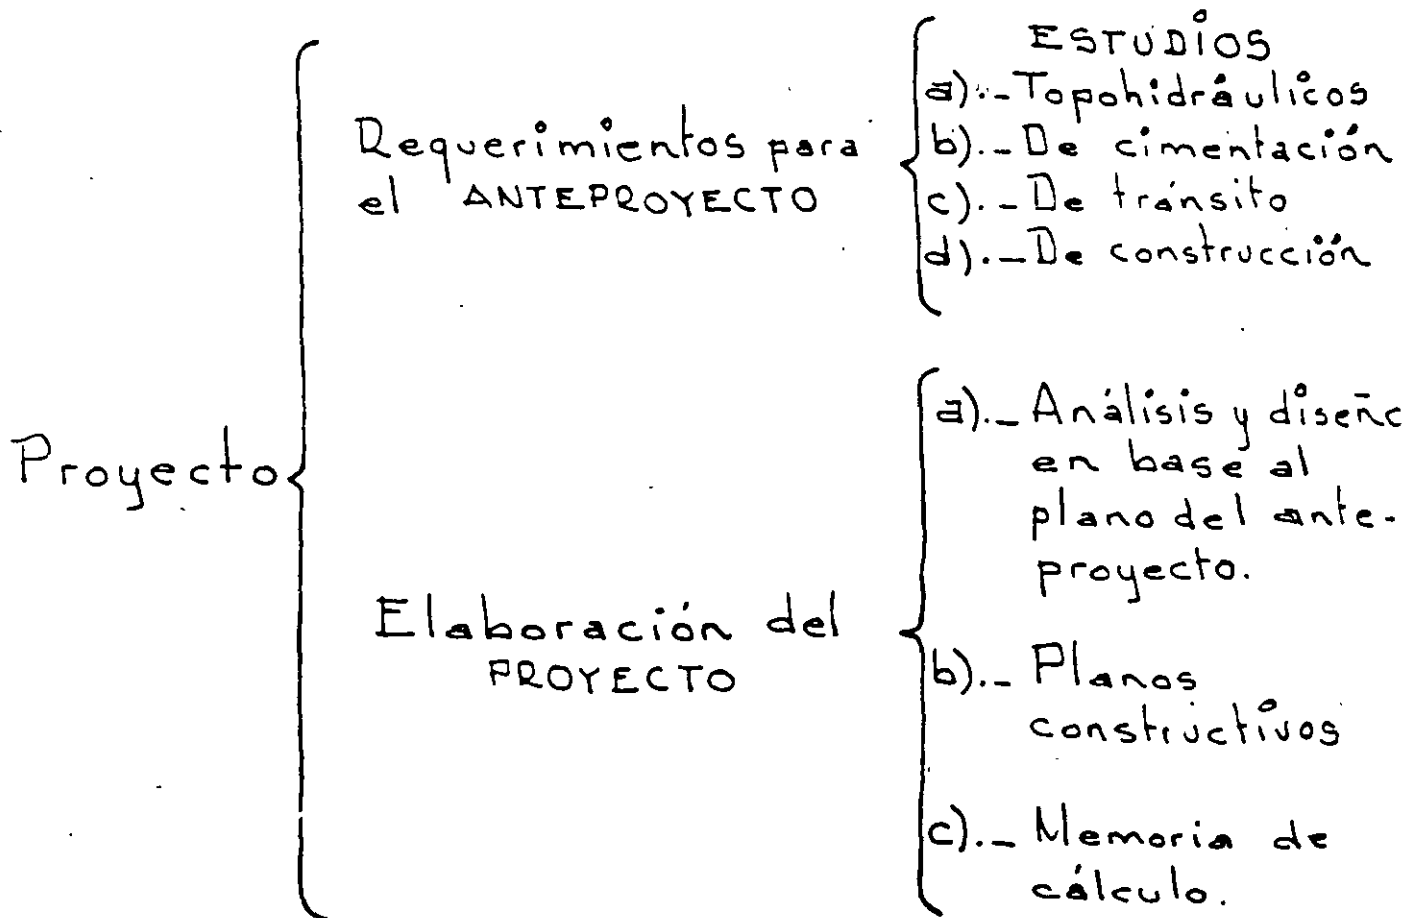 Proyecto
Requerimientos para
el ANTEPROYECTO
ESTUDIOS
a).-Topohidráulicos
b).-De cimentación
c).-De tránsito
d).-De construcción
Elaboración del
PROYECTO
a).-Análisis y diseño
en base al
plano del ante-
proyecto.
b).-Planos
constructivos
c).-Memoria de
cálculo.